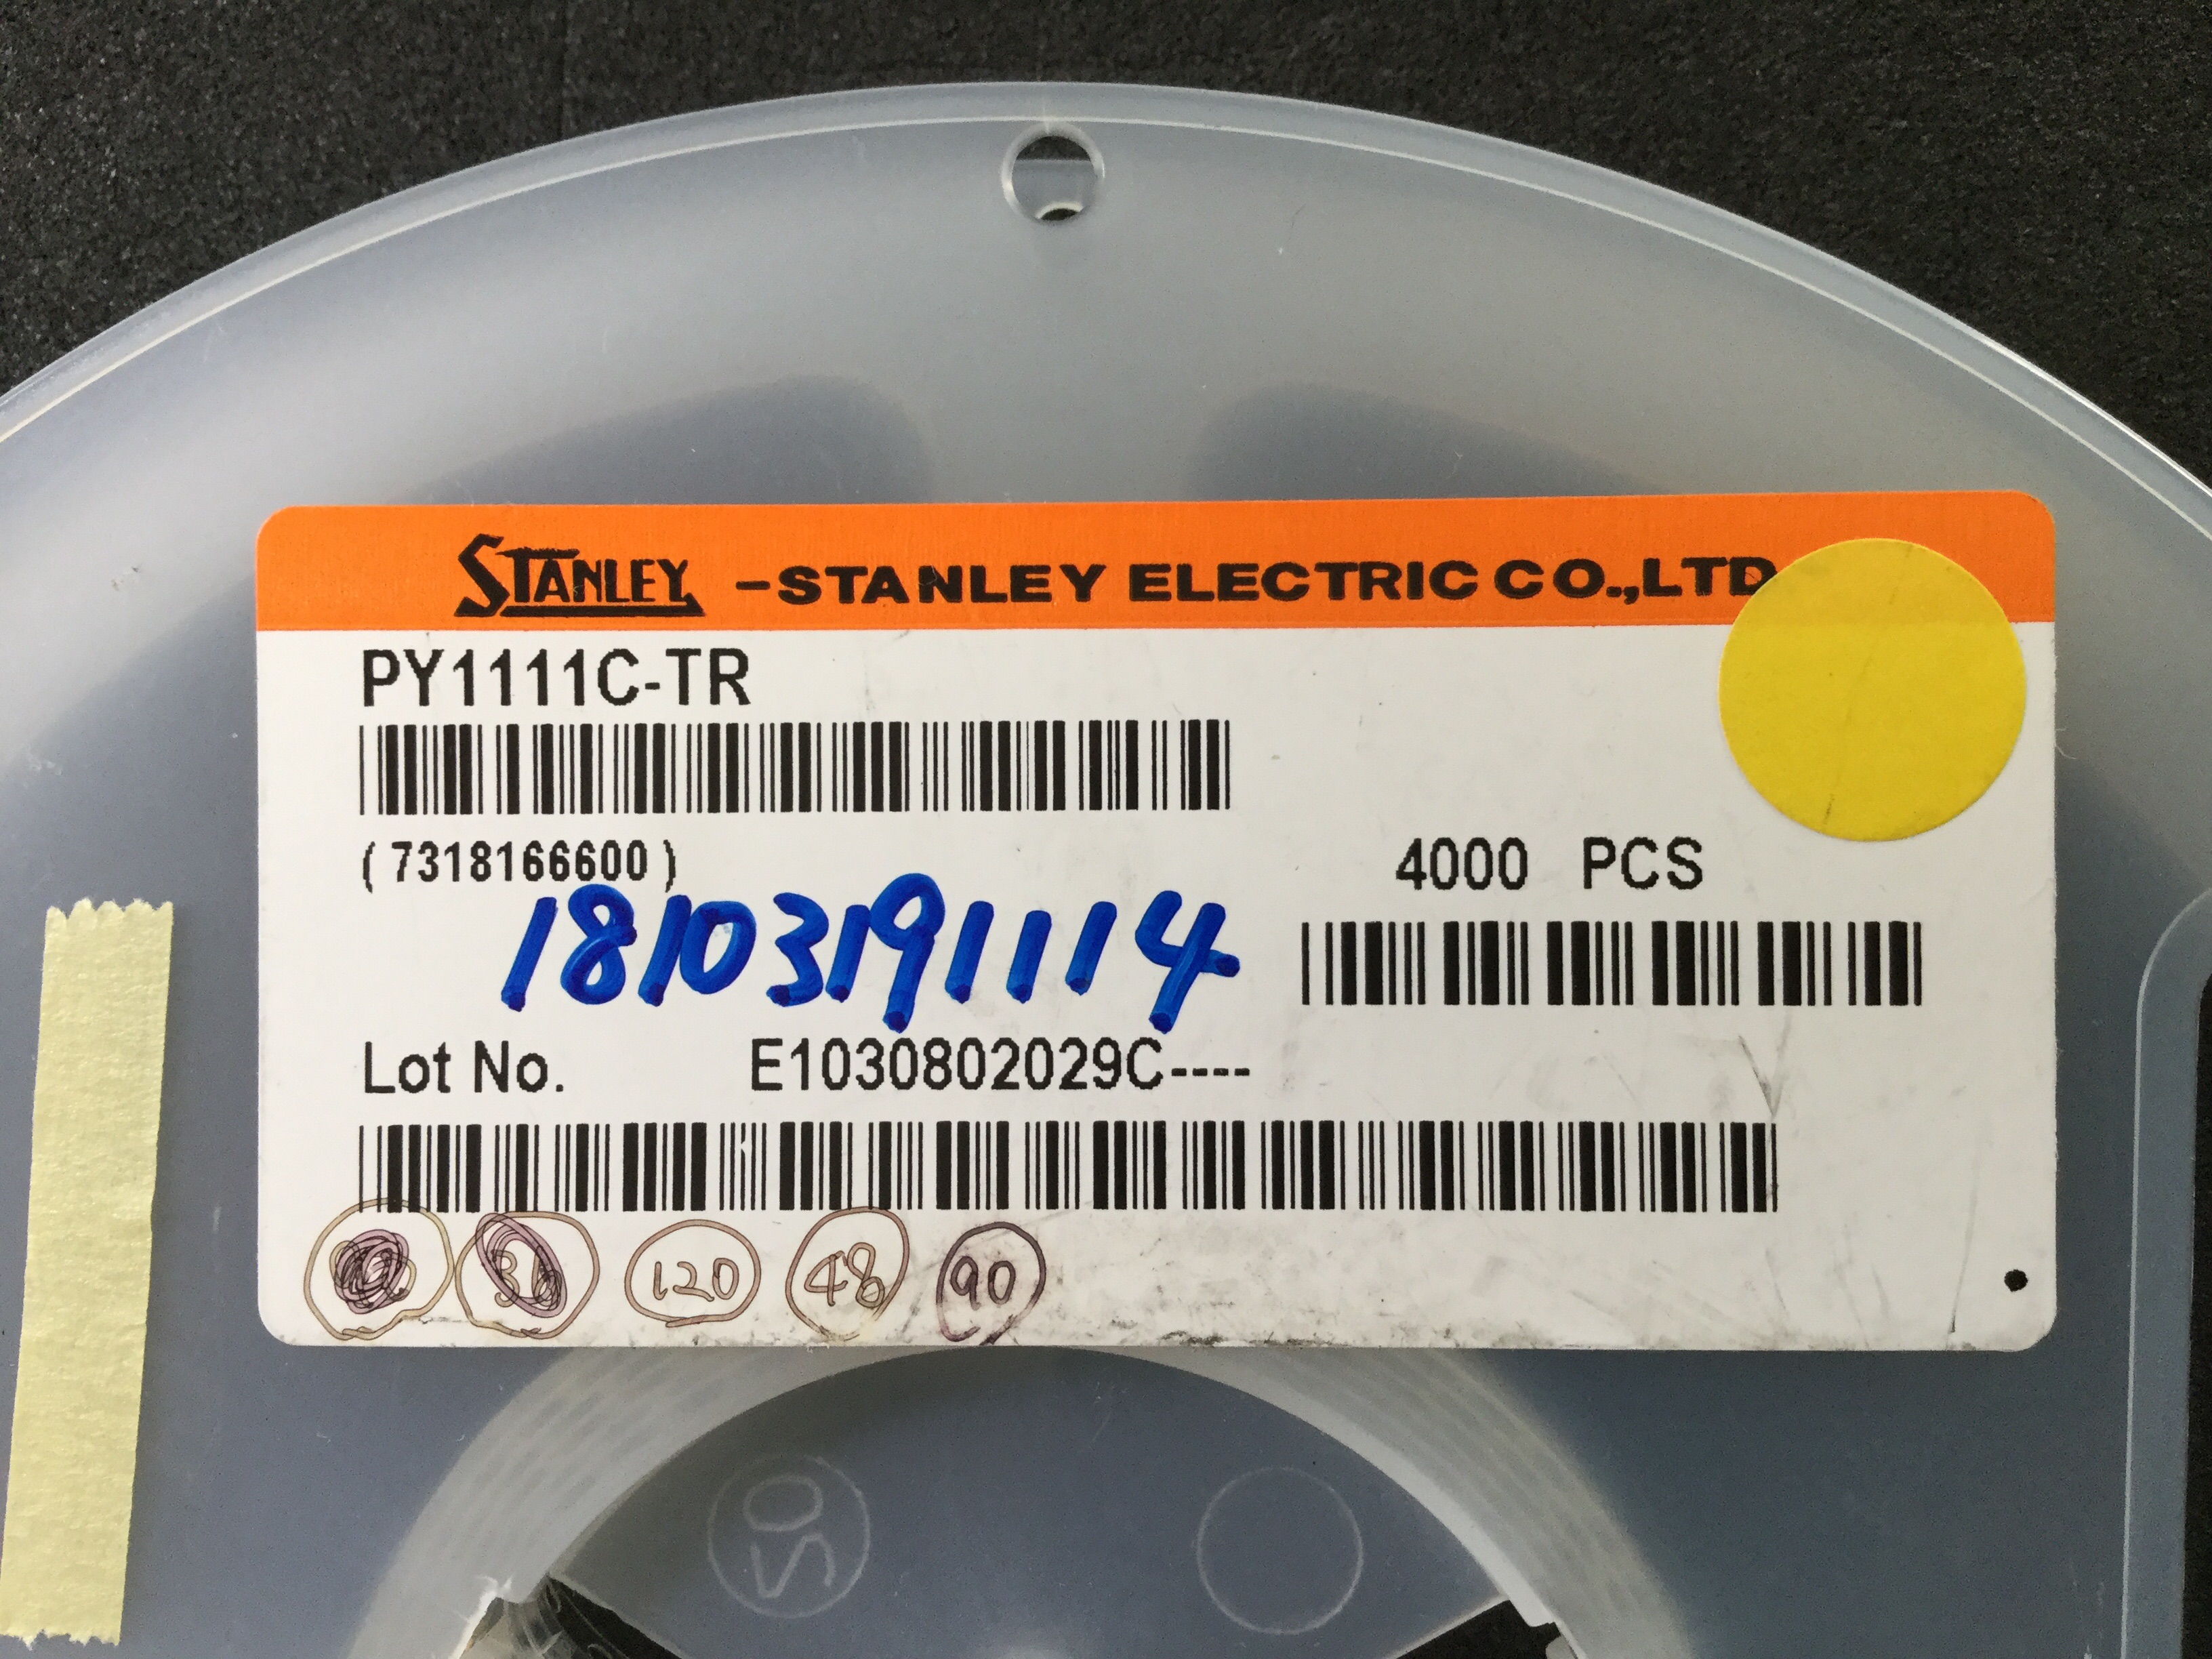 STANLEY -STANLEY ELECTRIC CO.,LTD
PY1111C-TR
(7318166600)
4000 PCS
18103191114
Lot No. E1030802029C----
120 48 90